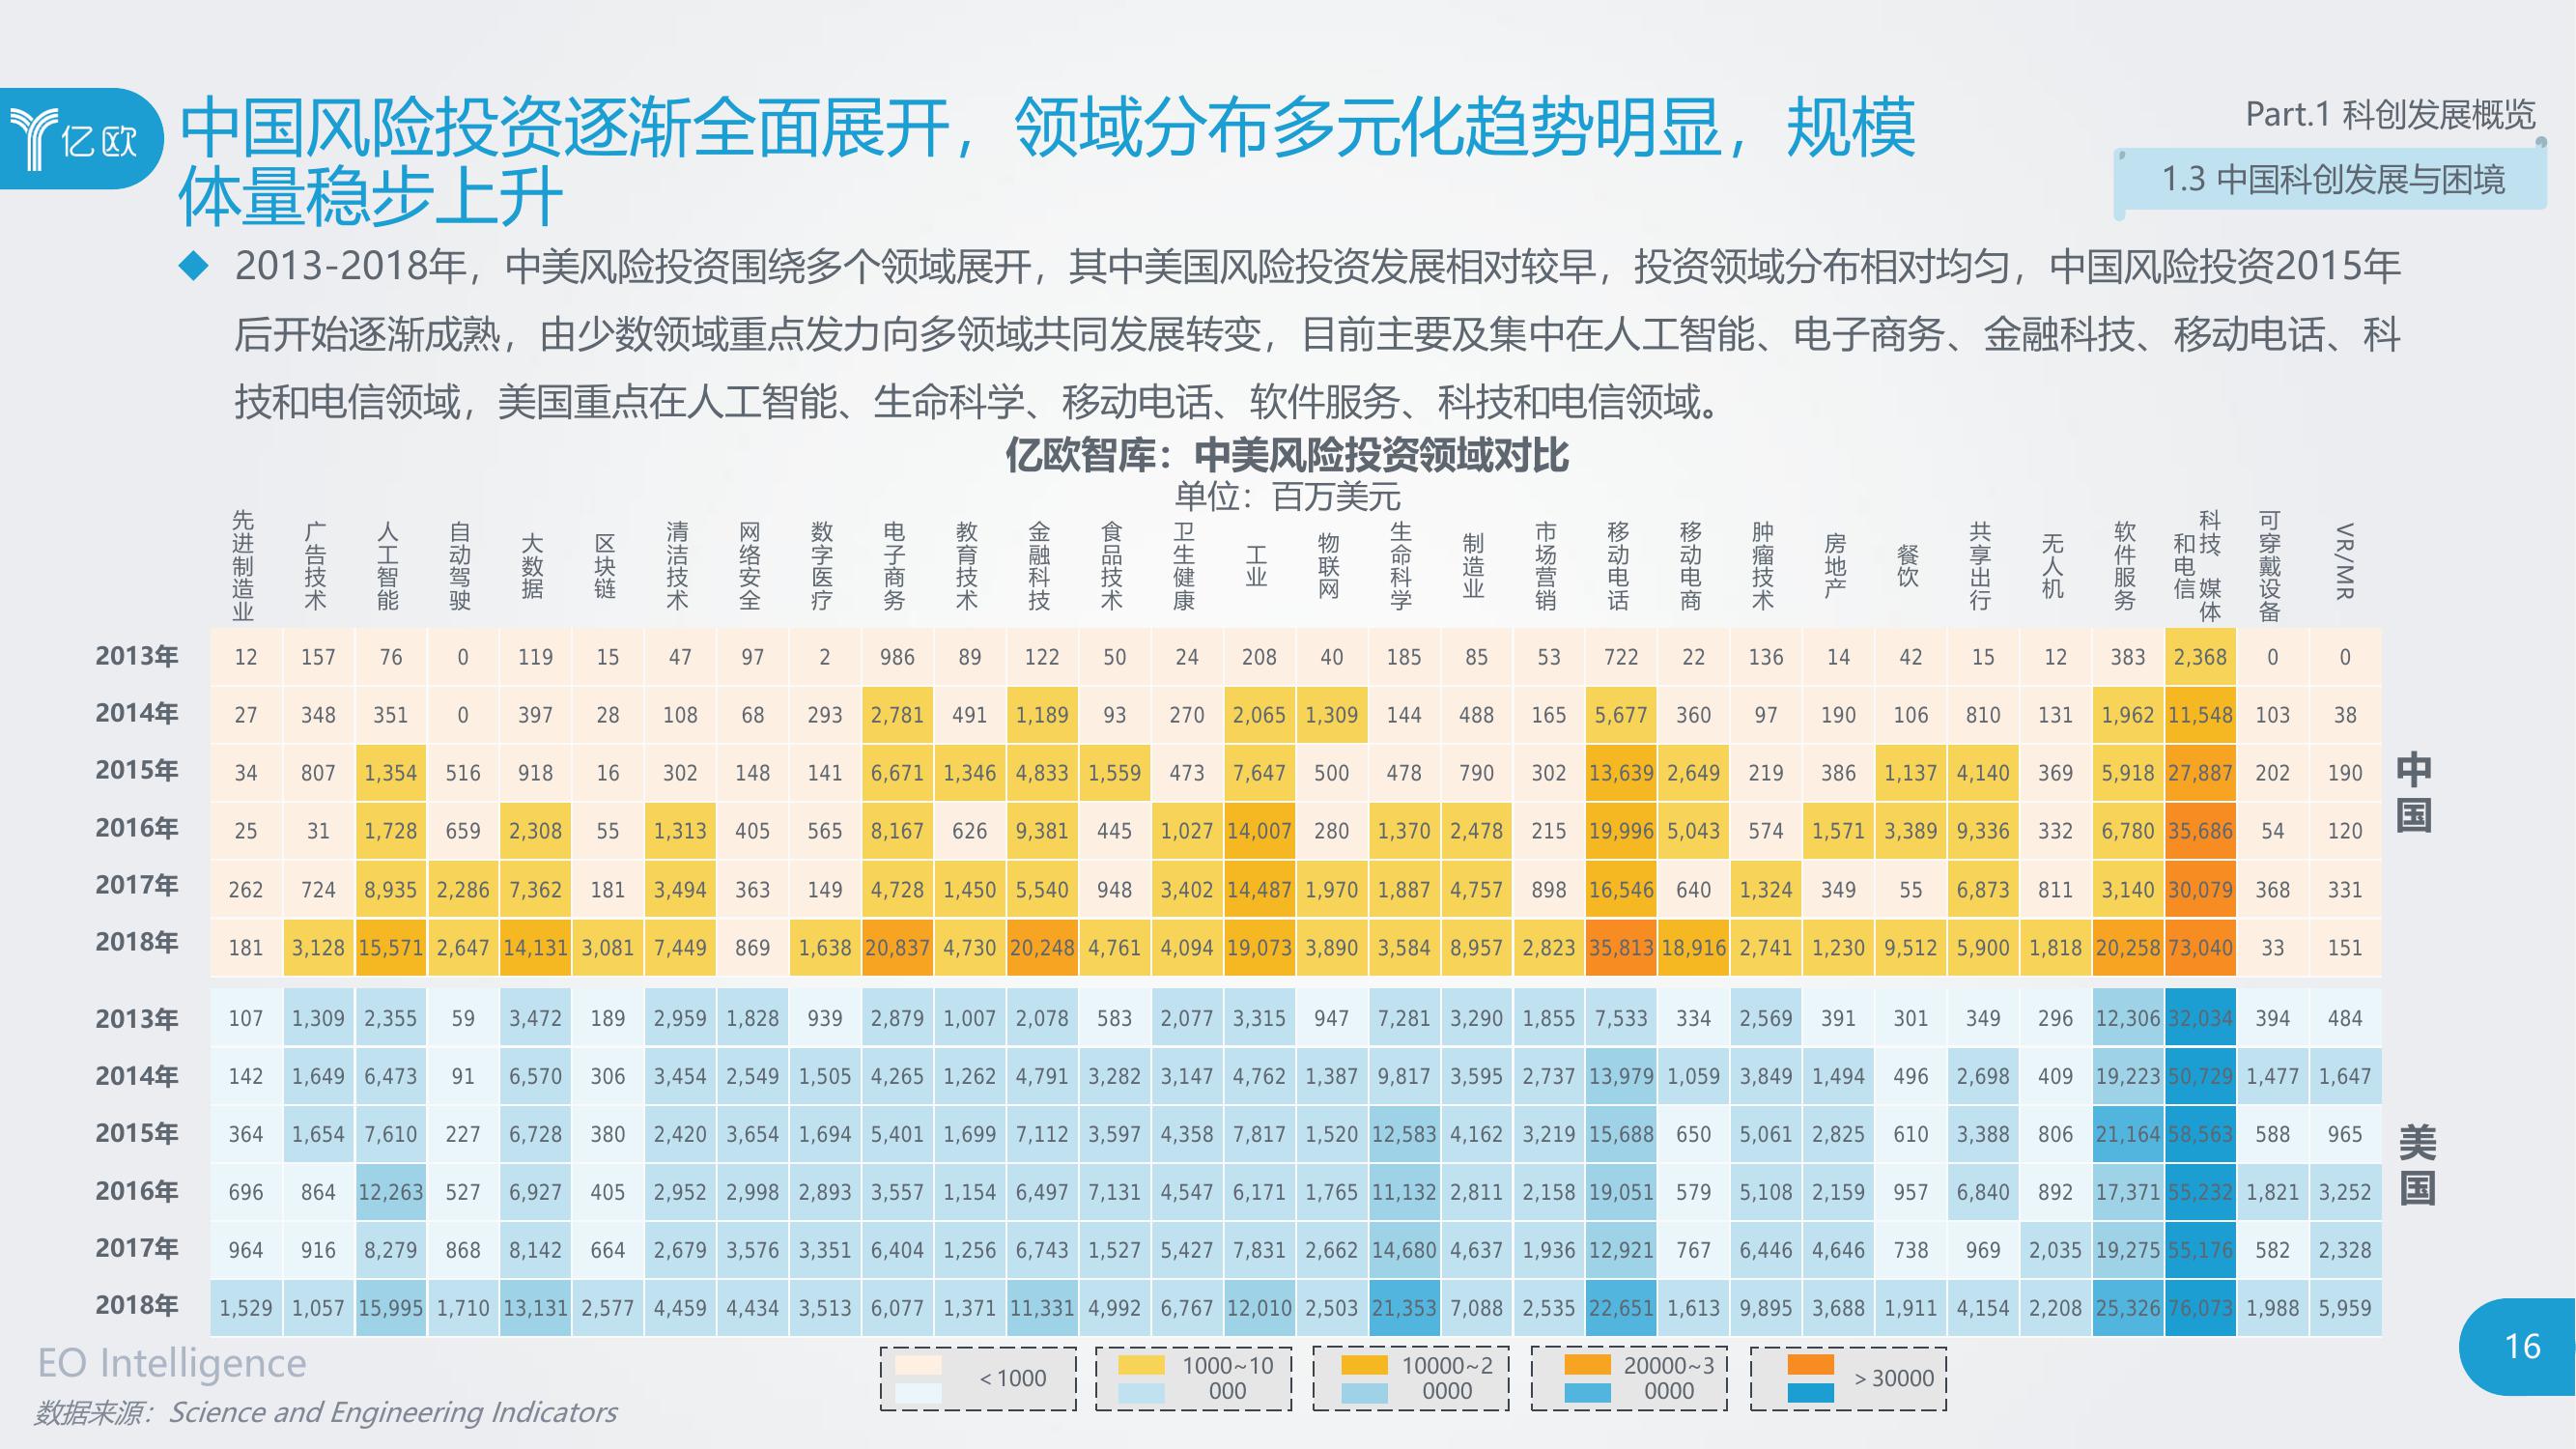 亿欧
中国风险投资逐渐全面展开，领域分布多元化趋势明显，规模
体量稳步上升
Part.1 科创发展概览
1.3 中国科创发展与困境
2013-2018年，中美风险投资围绕多个领域展开，其中美国风险投资发展相对较早，投资领域分布相对均匀，中国风险投资2015年
后开始逐渐成熟，由少数领域重点发力向多领域共同发展转变，目前主要及集中在人工智能、电子商务、金融科技、移动电话、科
技和电信领域，美国重点在人工智能、生命科学、移动电话、软件服务、科技和电信领域。
亿欧智库：中美风险投资领域对比
单位：百万美元
先进制造业 广告技术 人工智能 自动驾驶 大数据 区块链 清洁技术 网络安全 数字医疗 电子商务 教育技术 金融科技 食品技术 卫生健康 工业 物联网 生命科学 制造业 市场营销 移动电话 移动电商 肿瘤技术 房地产 餐饮 共享出行 无人机 软件服务 科技 媒体和电信 可穿戴设备 VR/MR
2013年 12 157 76 0 119 15 47 97 2 986 89 122 50 24 208 40 185 85 53 722 22 136 14 42 15 12 383 2,368 0 0
2014年 27 348 351 0 397 28 108 68 293 2,781 491 1,189 93 270 2,065 1,309 144 488 165 5,677 360 97 190 106 810 131 1,962 11,548 103 38
2015年 34 807 1,354 516 918 16 302 148 141 6,671 1,346 4,833 1,559 473 7,647 500 478 790 302 13,639 2,649 219 386 1,137 4,140 369 5,918 27,887 202 190
2016年 25 31 1,728 659 2,308 55 1,313 405 565 8,167 626 9,381 445 1,027 14,007 280 1,370 2,478 215 19,996 5,043 574 1,571 3,389 9,336 332 6,780 35,686 54 120
2017年 262 724 8,935 2,286 7,362 181 3,494 363 149 4,728 1,450 5,540 948 3,402 14,487 1,970 1,887 4,757 898 16,546 640 1,324 349 55 6,873 811 3,140 30,079 368 331
2018年 181 3,128 15,571 2,647 14,131 3,081 7,449 869 1,638 20,837 4,730 20,248 4,761 4,094 19,073 3,890 3,584 8,957 2,823 35,813 18,916 2,741 1,230 9,512 5,900 1,818 20,258 73,040 33 151
中国
2013年 107 1,309 2,355 59 3,472 189 2,959 1,828 939 2,879 1,007 2,078 583 2,077 3,315 947 7,281 3,290 1,855 7,533 334 2,569 391 301 349 296 12,306 32,034 394 484
2014年 142 1,649 6,473 91 6,570 306 3,454 2,549 1,505 4,265 1,262 4,791 3,282 3,147 4,762 1,387 9,817 3,595 2,737 13,979 1,059 3,849 1,494 496 2,698 409 19,223 50,729 1,477 1,647
2015年 364 1,654 7,610 227 6,728 380 2,420 3,654 1,694 5,401 1,699 7,112 3,597 4,358 7,817 1,520 12,583 4,162 3,219 15,688 650 5,061 2,825 610 3,388 806 21,164 58,563 588 965
2016年 696 864 12,263 527 6,927 405 2,952 2,998 2,893 3,557 1,154 6,497 7,131 4,547 6,171 1,765 11,132 2,811 2,158 19,051 579 5,108 2,159 957 6,840 892 17,371 55,232 1,821 3,252
2017年 964 916 8,279 868 8,142 664 2,679 3,576 3,351 6,404 1,256 6,743 1,527 5,427 7,831 2,662 14,680 4,637 1,936 12,921 767 6,446 4,646 738 969 2,035 19,275 55,176 582 2,328
2018年 1,529 1,057 15,995 1,710 13,131 2,577 4,459 4,434 3,513 6,077 1,371 11,331 4,992 6,767 12,010 2,503 21,353 7,088 2,535 22,651 1,613 9,895 3,688 1,911 4,154 2,208 25,326 76,073 1,988 5,959
美国
＜1000
1000~10
000
10000~2
0000
20000~3
0000
＞30000
EO Intelligence
数据来源：Science and Engineering Indicators
16